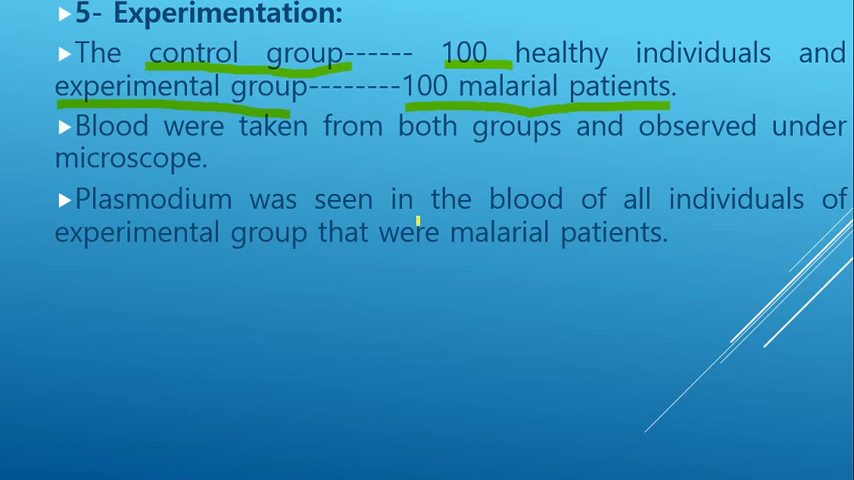 5- Experimentation:
The control group------ 100 healthy individuals and
experimental group--------100 malarial patients.
Blood were taken from both groups and observed under
microscope.
Plasmodium was seen in the blood of all individuals of
experimental group that were malarial patients.